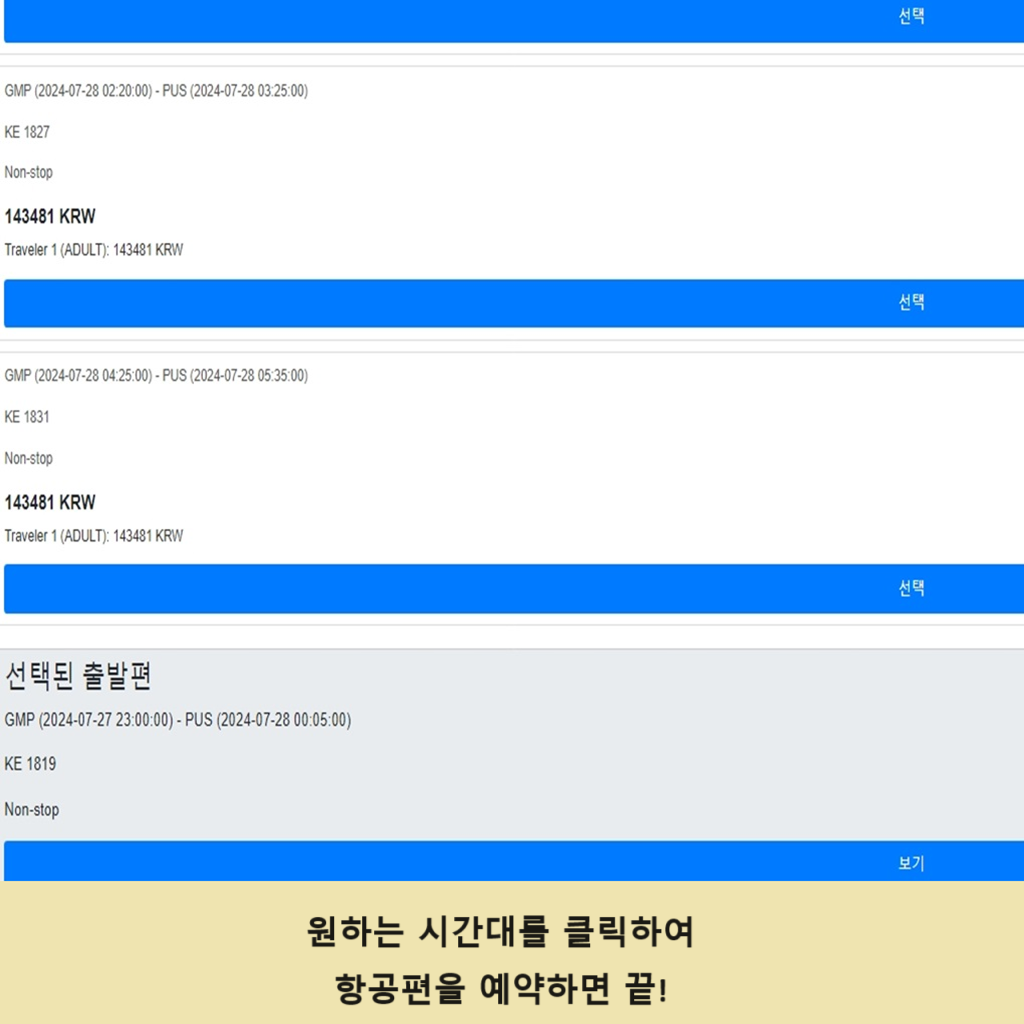 선택
GMP (2024-07-28 02:20:00) - PUS (2024-07-28 03:25:00)
KE 1827
Non-stop
143481 KRW
Traveler 1 (ADULT): 143481 KRW
선택
GMP (2024-07-28 04:25:00) - PUS (2024-07-28 05:35:00)
KE 1831
Non-stop
143481 KRW
Traveler 1 (ADULT): 143481 KRW
선택
선택된 출발편
GMP (2024-07-27 23:00:00) - PUS (2024-07-28 00:05:00)
KE 1819
Non-stop
보기
원하는 시간대를 클릭하여
항공편을 예약하면 끝!